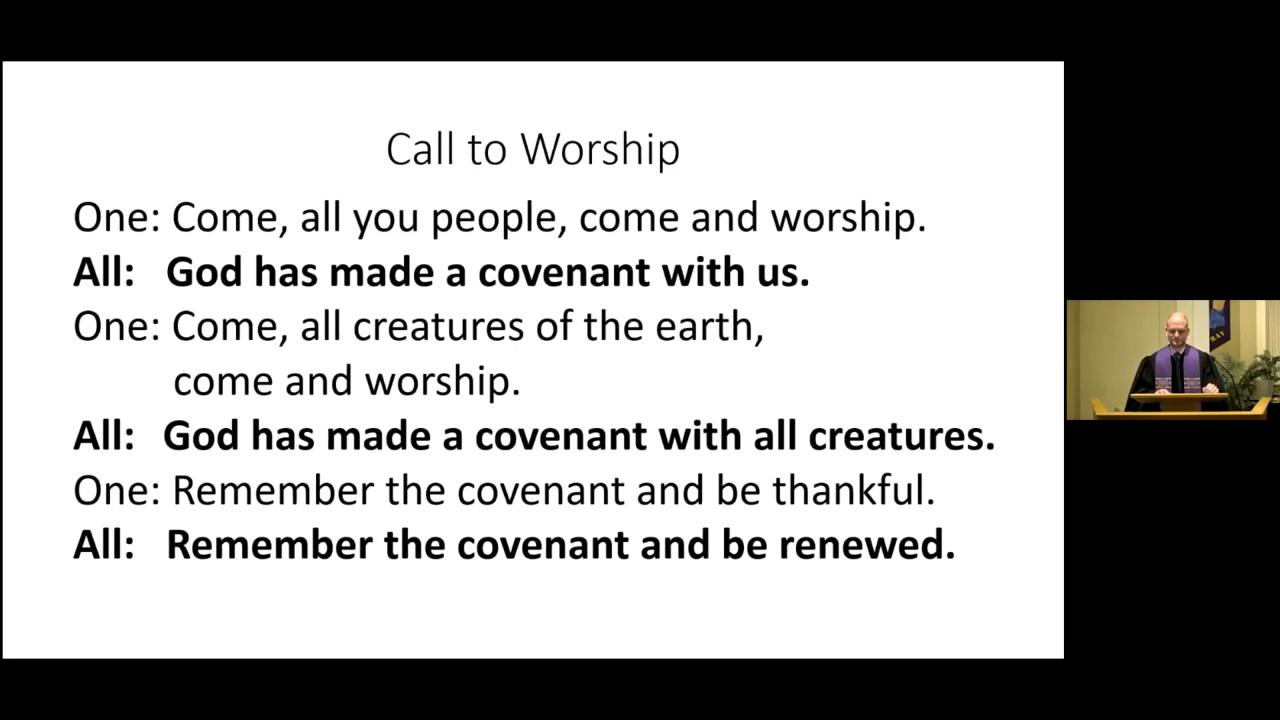 Call to Worship
One: Come, all you people, come and worship.
All: God has made a covenant with us.
One: Come, all creatures of the earth,
come and worship.
All: God has made a covenant with all creatures.
One: Remember the covenant and be thankful.
All: Remember the covenant and be renewed.